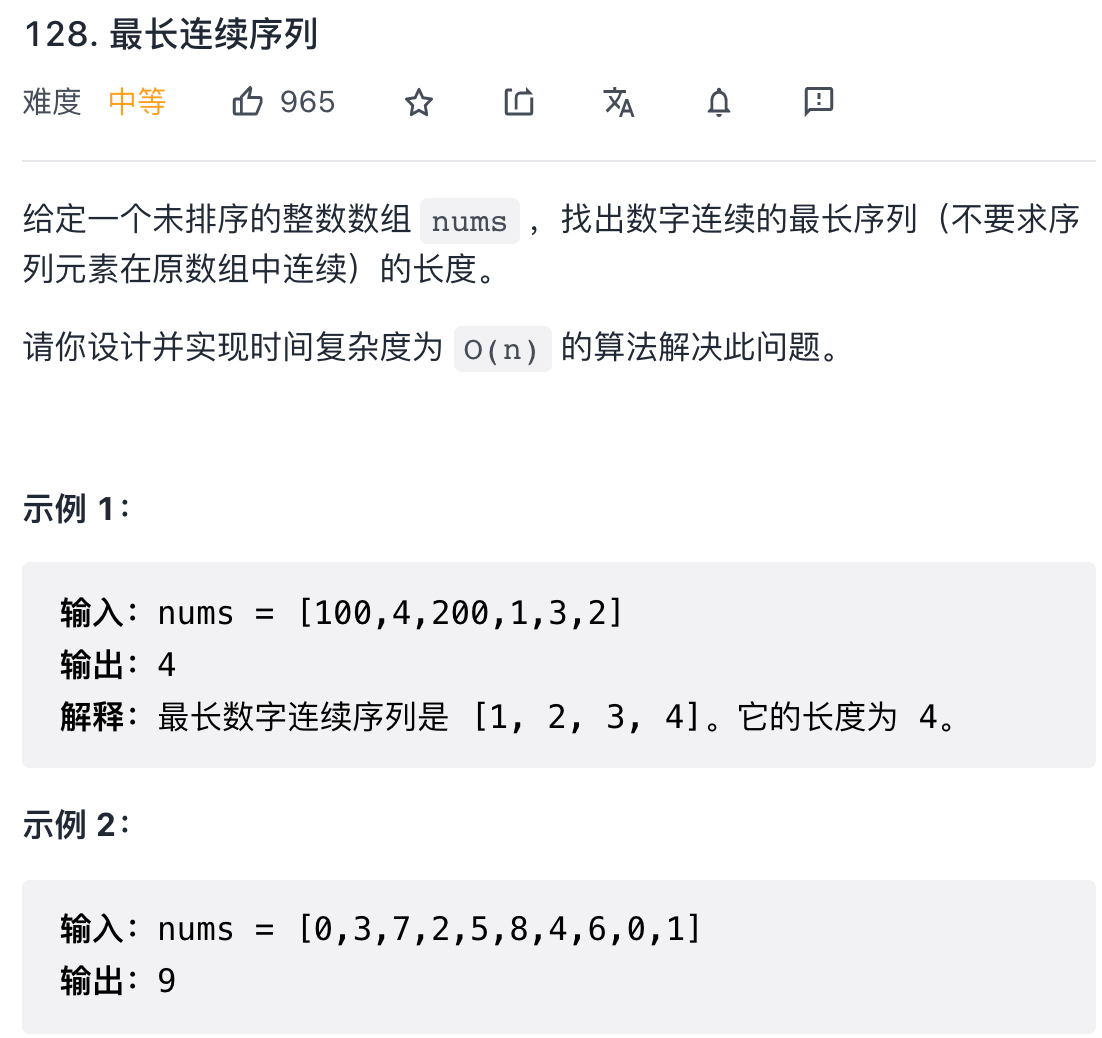 128. 最长连续序列
难度 中等 965
给定一个未排序的整数数组 nums ，找出数字连续的最长序列（不要求序
列元素在原数组中连续）的长度。
请你设计并实现时间复杂度为 O(n) 的算法解决此问题。
示例 1：
输入：nums = [100,4,200,1,3,2]
输出：4
解释：最长数字连续序列是 [1, 2, 3, 4]。它的长度为 4。
示例 2：
输入：nums = [0,3,7,2,5,8,4,6,0,1]
输出：9